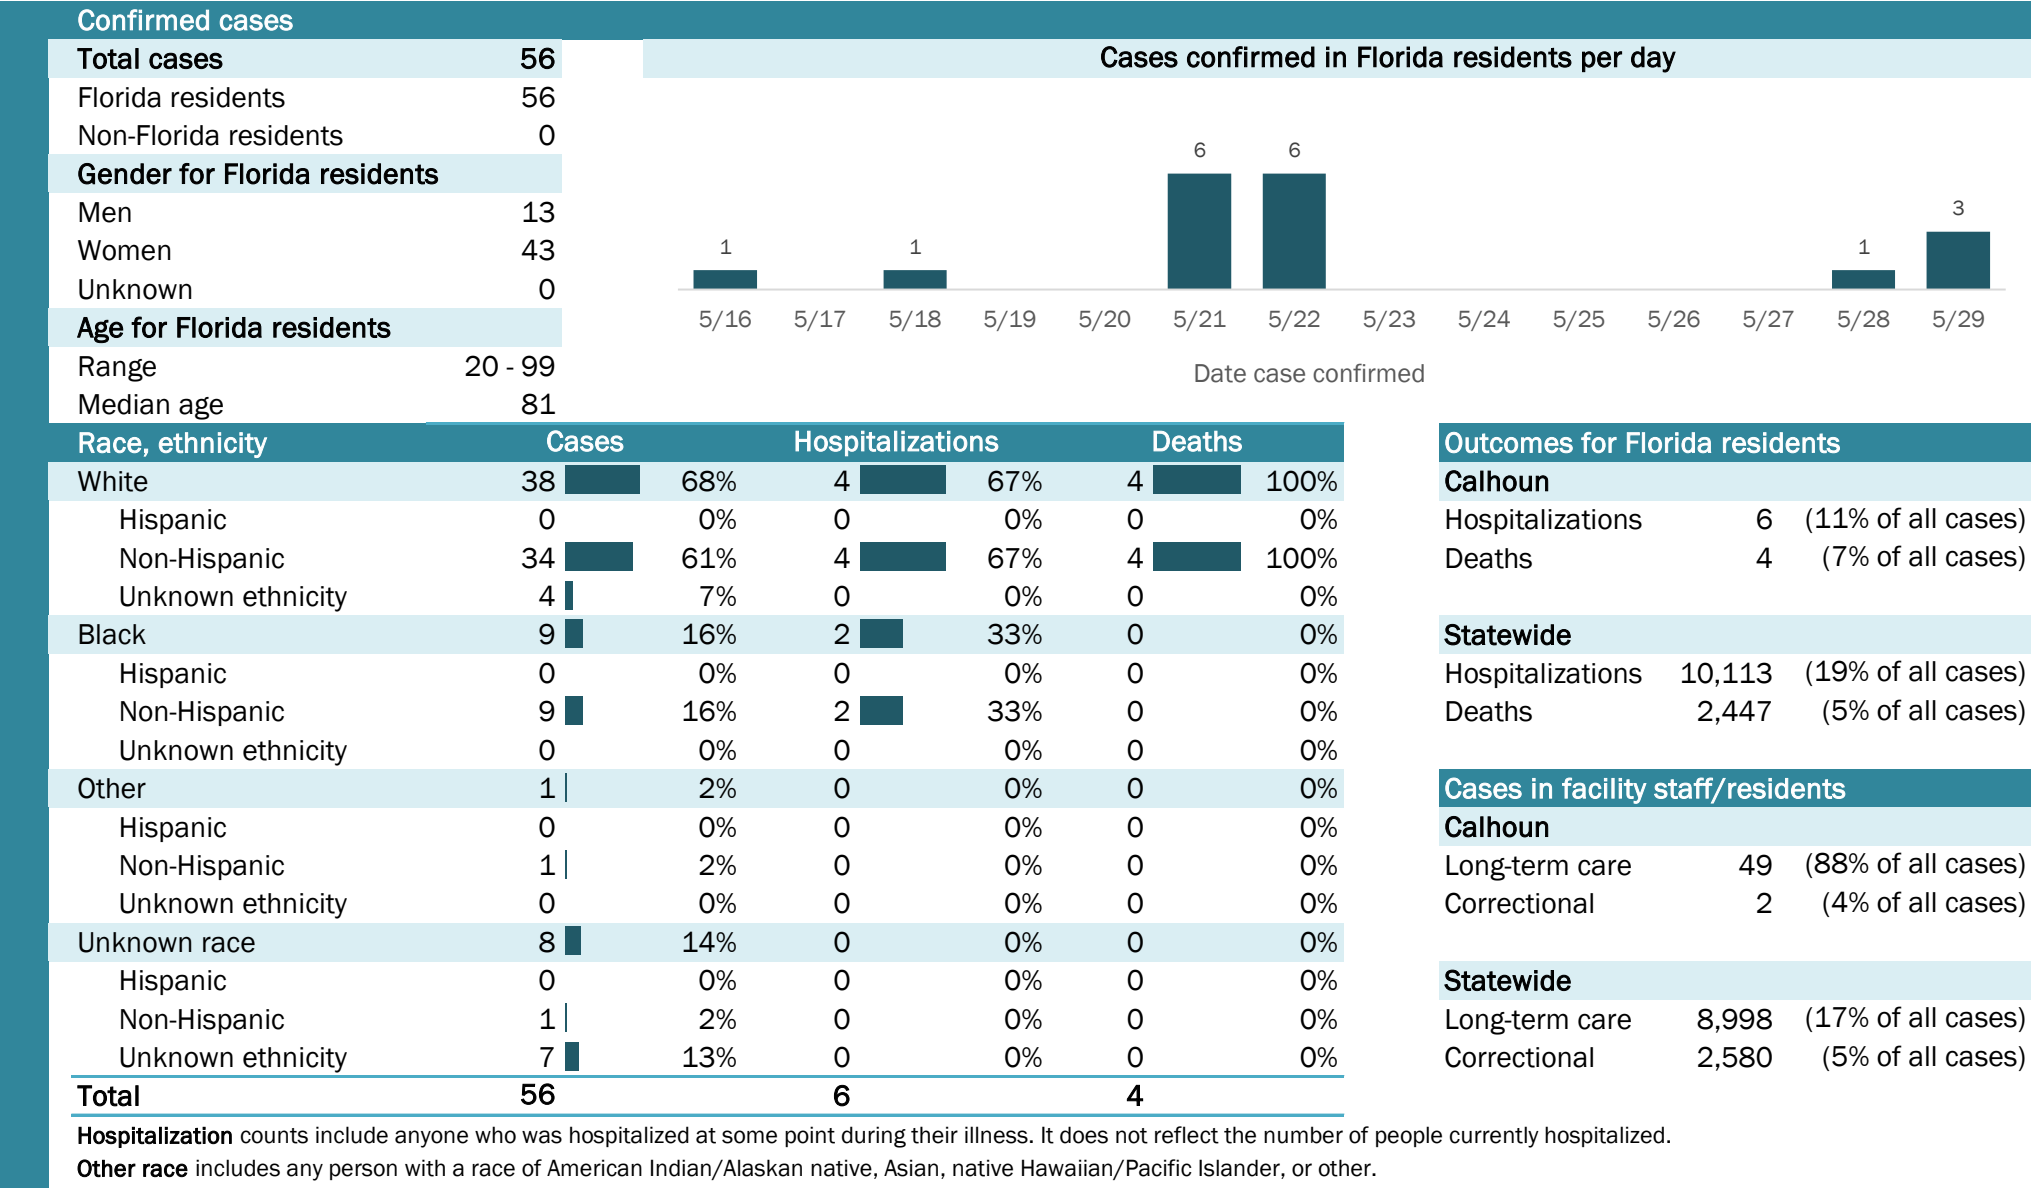 Confirmed cases
Total cases 56
Florida residents 56
Non-Florida residents 0
Gender for Florida residents
Men 13
Women 43
Unknown 0
Age for Florida residents
Range 20 - 99
Median age 81
Cases confirmed in Florida residents per day
1 1 6 6 1 3
5/16 5/17 5/18 5/19 5/20 5/21 5/22 5/23 5/24 5/25 5/26 5/27 5/28 5/29
Date case confirmed
Race, ethnicity Cases Hospitalizations Deaths
White 38 68% 4 67% 4 100%
Hispanic 0 0% 0 0% 0 0%
Non-Hispanic 34 61% 4 67% 4 100%
Unknown ethnicity 4 7% 0 0% 0 0%
Black 9 16% 2 33% 0 0%
Hispanic 0 0% 0 0% 0 0%
Non-Hispanic 9 16% 2 33% 0 0%
Unknown ethnicity 0 0% 0 0% 0 0%
Other 1 2% 0 0% 0 0%
Hispanic 0 0% 0 0% 0 0%
Non-Hispanic 1 2% 0 0% 0 0%
Unknown ethnicity 0 0% 0 0% 0 0%
Unknown race 8 14% 0 0% 0 0%
Hispanic 0 0% 0 0% 0 0%
Non-Hispanic 1 2% 0 0% 0 0%
Unknown ethnicity 7 13% 0 0% 0 0%
Total 56 6 4
Outcomes for Florida residents
Calhoun
Hospitalizations 6 (11% of all cases)
Deaths 4 (7% of all cases)
Statewide
Hospitalizations 10,113 (19% of all cases)
Deaths 2,447 (5% of all cases)
Cases in facility staff/residents
Calhoun
Long-term care 49 (88% of all cases)
Correctional 2 (4% of all cases)
Statewide
Long-term care 8,998 (17% of all cases)
Correctional 2,580 (5% of all cases)
Hospitalization counts include anyone who was hospitalized at some point during their illness. It does not reflect the number of people currently hospitalized.
Other race includes any person with a race of American Indian/Alaskan native, Asian, native Hawaiian/Pacific Islander, or other.